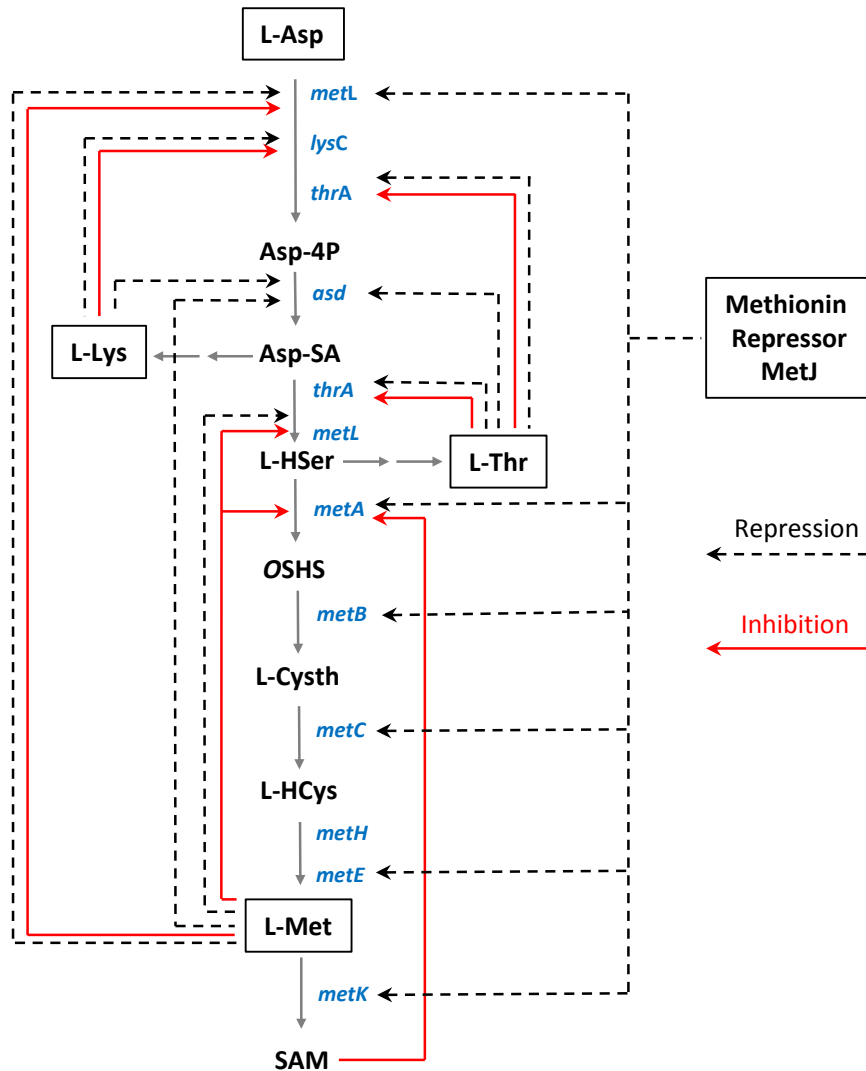 L-Asp
metL
lysC
thrA
Asp-4P
asd
Methionin
Repressor
MetJ
L-Lys
Asp-SA
thrA
metL
L-HSer
L-Thr
metA
Repression
OSHS
metB
Inhibition
L-Cysth
metC
L-HCys
metH
metE
L-Met
metK
SAM